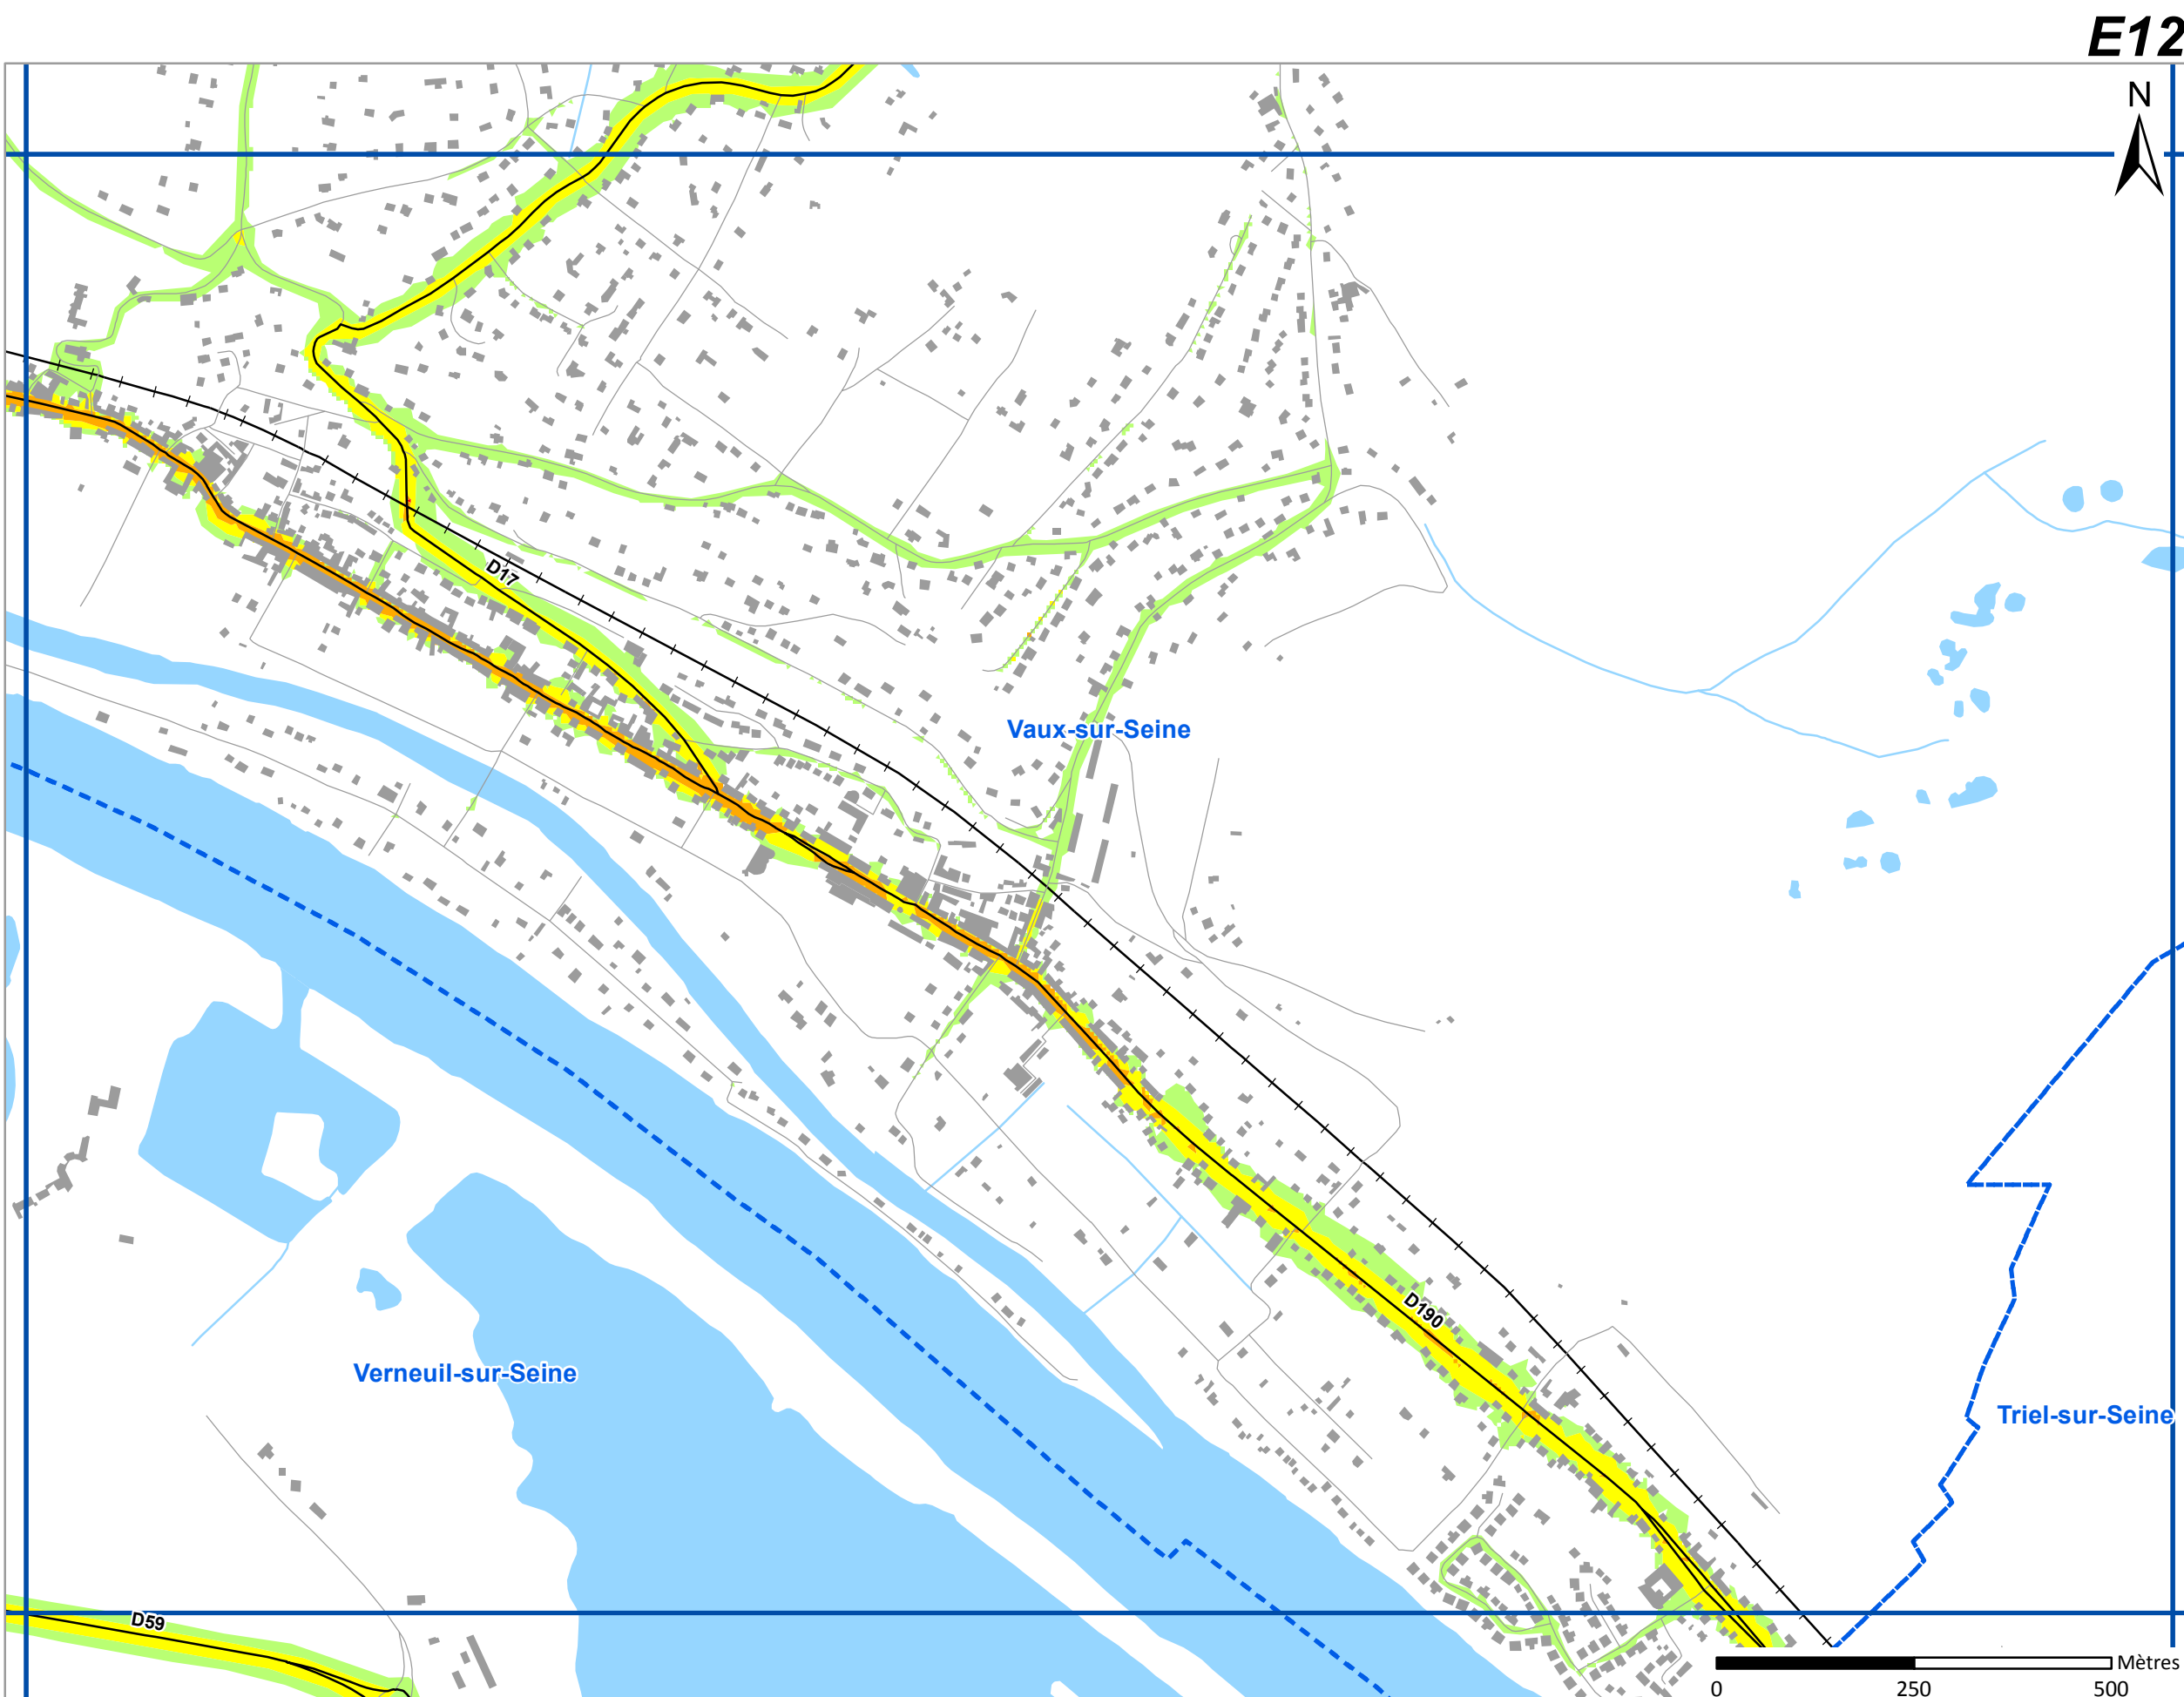 E12
N
D17
Vaux-sur-Seine
D190
Verneuil-sur-Seine
Triel-sur-Seine
D59
Mètres
0 250 500